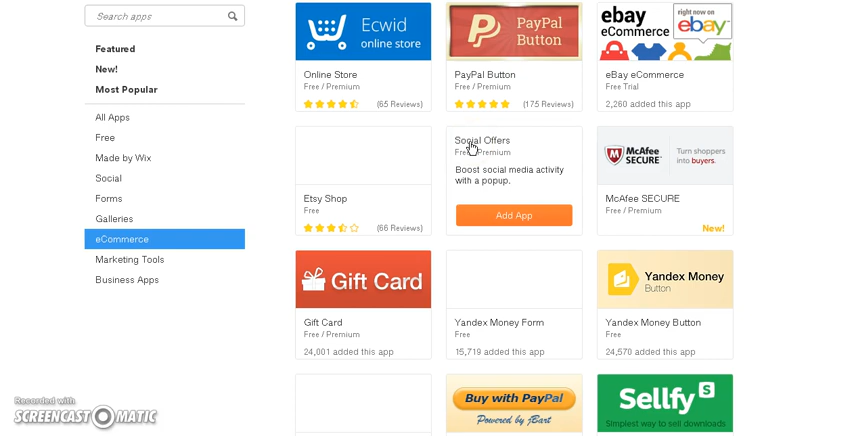 Search apps
Featured
New!
Most Popular
All Apps
Free
Made by Wix
Social
Forms
Galleries
eCommerce
Marketing Tools
Business Apps
Ecwid
online store
Online Store
Free / Premium
(65 Reviews)
PayPal
Button
PayPal Button
Free / Premium
(175 Reviews)
ebay
eCommerce
right now on
ebay
eBay eCommerce
Free Trial
2,260 added this app
Etsy Shop
Free
(66 Reviews)
Social Offers
Free / Premium
Boost social media activity
with a popup.
Add App
McAfee
SECURE
Turn shoppers
into buyers.
McAfee SECURE
Free / Premium
New!
Gift Card
Gift Card
Free / Premium
24,001 added this app
Yandex Money Form
Free
15,719 added this app
Yandex Money
Button
Yandex Money Button
Free
24,570 added this app
Buy with PayPal
Powered by jBart
Sellfy
S
Simplest way to sell downloads
Recorded with
SCREENCAST-O-MATIC